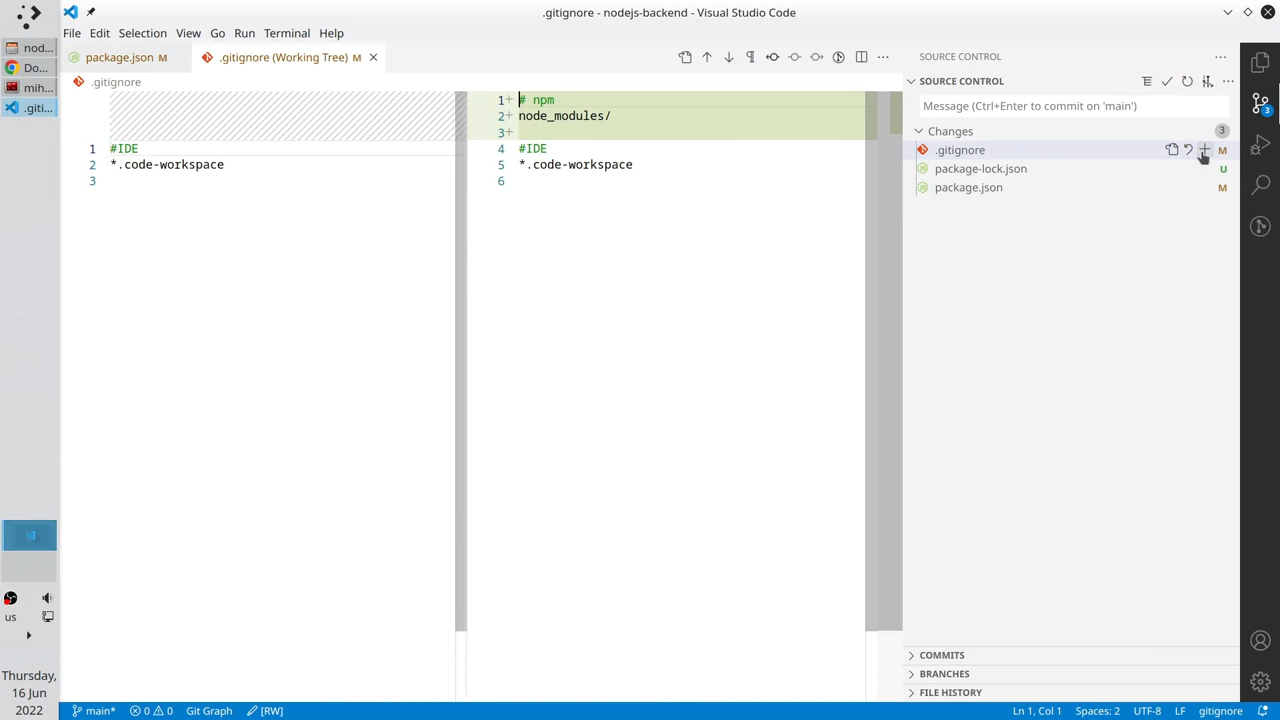 .gitignore - nodejs-backend - Visual Studio Code
File Edit Selection View Go Run Terminal Help
nod...
Do...
mih...
.giti...
package.json M
.gitignore (Working Tree) M
.gitignore
1 #IDE
2 *.code-workspace
3
1+ # npm
2+ node_modules/
3+
4 #IDE
5 *.code-workspace
6
SOURCE CONTROL
SOURCE CONTROL
Message (Ctrl+Enter to commit on 'main')
Changes 3
.gitignore M
package-lock.json U
package.json M
3
COMMITS
BRANCHES
FILE HISTORY
us
Thursday,
16 Jun
2022
main* 0 0 Git Graph [RW] Ln 1, Col 1 Spaces: 2 UTF-8 LF gitignore